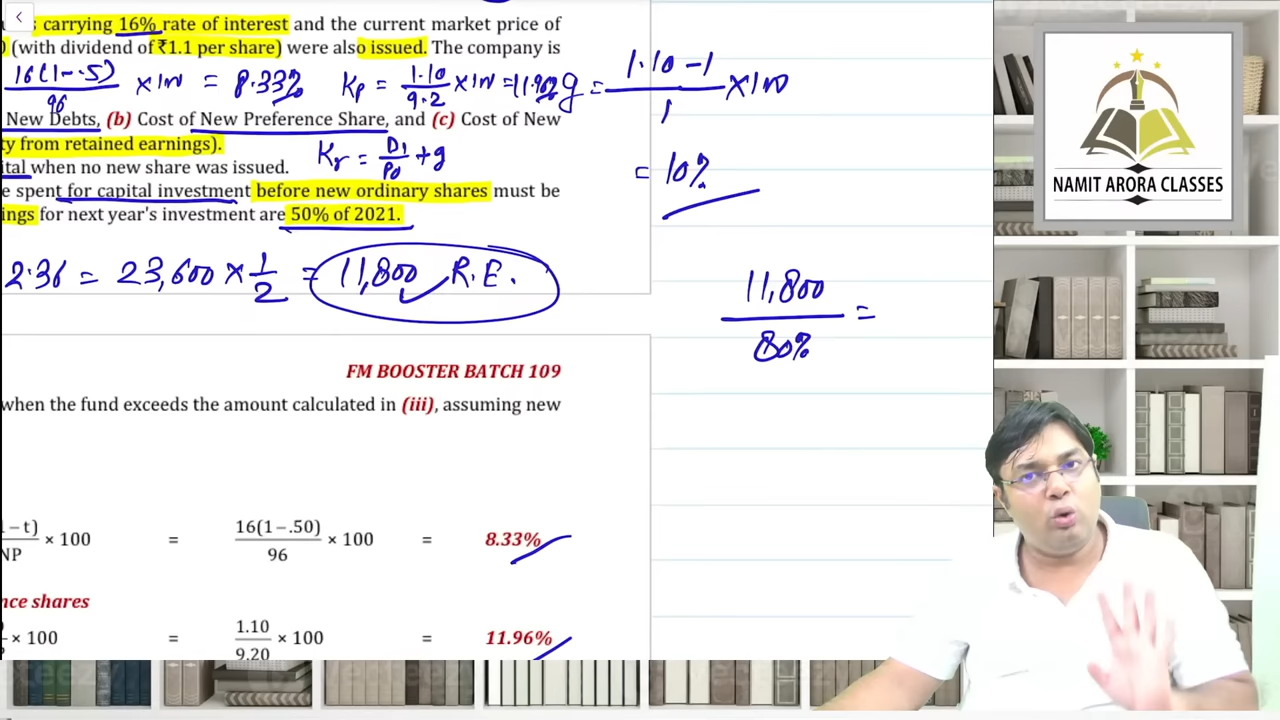 s carrying 16% rate of interest and the current market price of
0 (with dividend of ₹1.1 per share) were also issued. The company is
16(1-.5)/96 × 100 = 8.33% Kp = 1.10/9.2 × 100 = 11.96% g = 1.10-1/1 × 100
New Debts, (b) Cost of New Preference Share, and (c) Cost of New
ty from retained earnings).
ital when no new share was issued. Kr = D1/P0 + g
= 10%
e spent for capital investment before new ordinary shares must be
ings for next year's investment are 50% of 2021.
2.36 = 23,600 × 1/2 = 11,800 R.E.
11,800/80% =
FM BOOSTER BATCH 109
when the fund exceeds the amount calculated in (iii), assuming new
1−t)/NP × 100 = 16(1−.50)/96 × 100 = 8.33%
nce shares
× 100 = 1.10/9.20 × 100 = 11.96%
NAMIT ARORA CLASSES